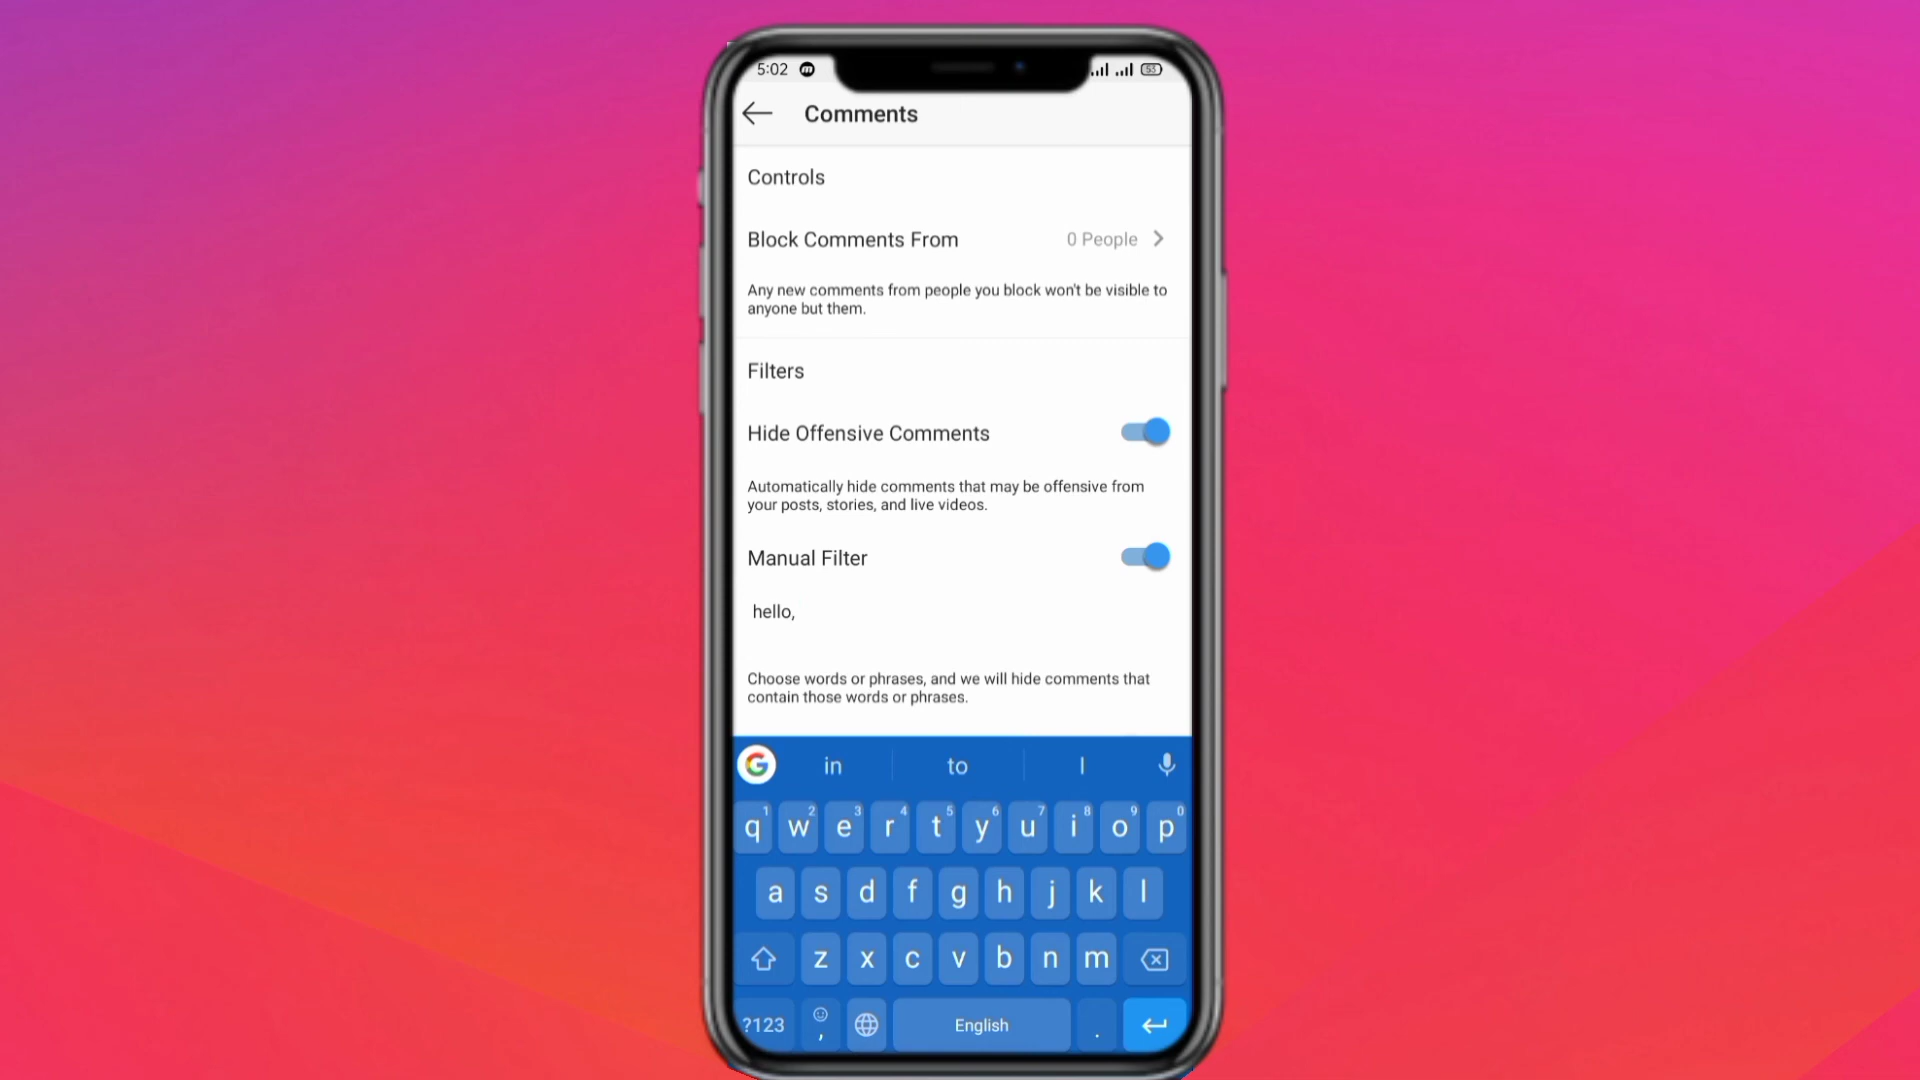 5:02
53
Comments
Controls
Block Comments From 0 People
Any new comments from people you block won't be visible to
anyone but them.
Filters
Hide Offensive Comments
Automatically hide comments that may be offensive from
your posts, stories, and live videos.
Manual Filter
hello,
Choose words or phrases, and we will hide comments that
contain those words or phrases.
G in to I
q1 w2 e3 r4 t5 y6 u7 i8 o9 p0
a s d f g h j k l
z x c v b n m
?123 , English .